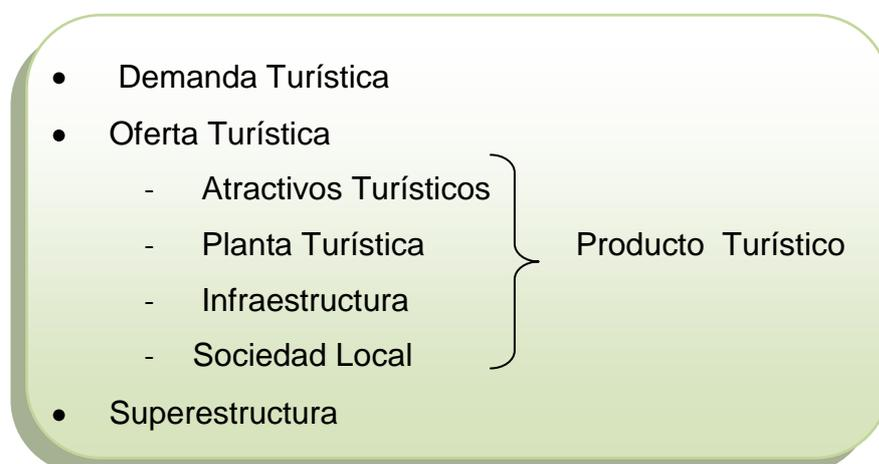 • Demanda Turística
• Oferta Turística
- Atractivos Turísticos
- Planta Turística
- Infraestructura
- Sociedad Local
Producto Turístico
• Superestructura